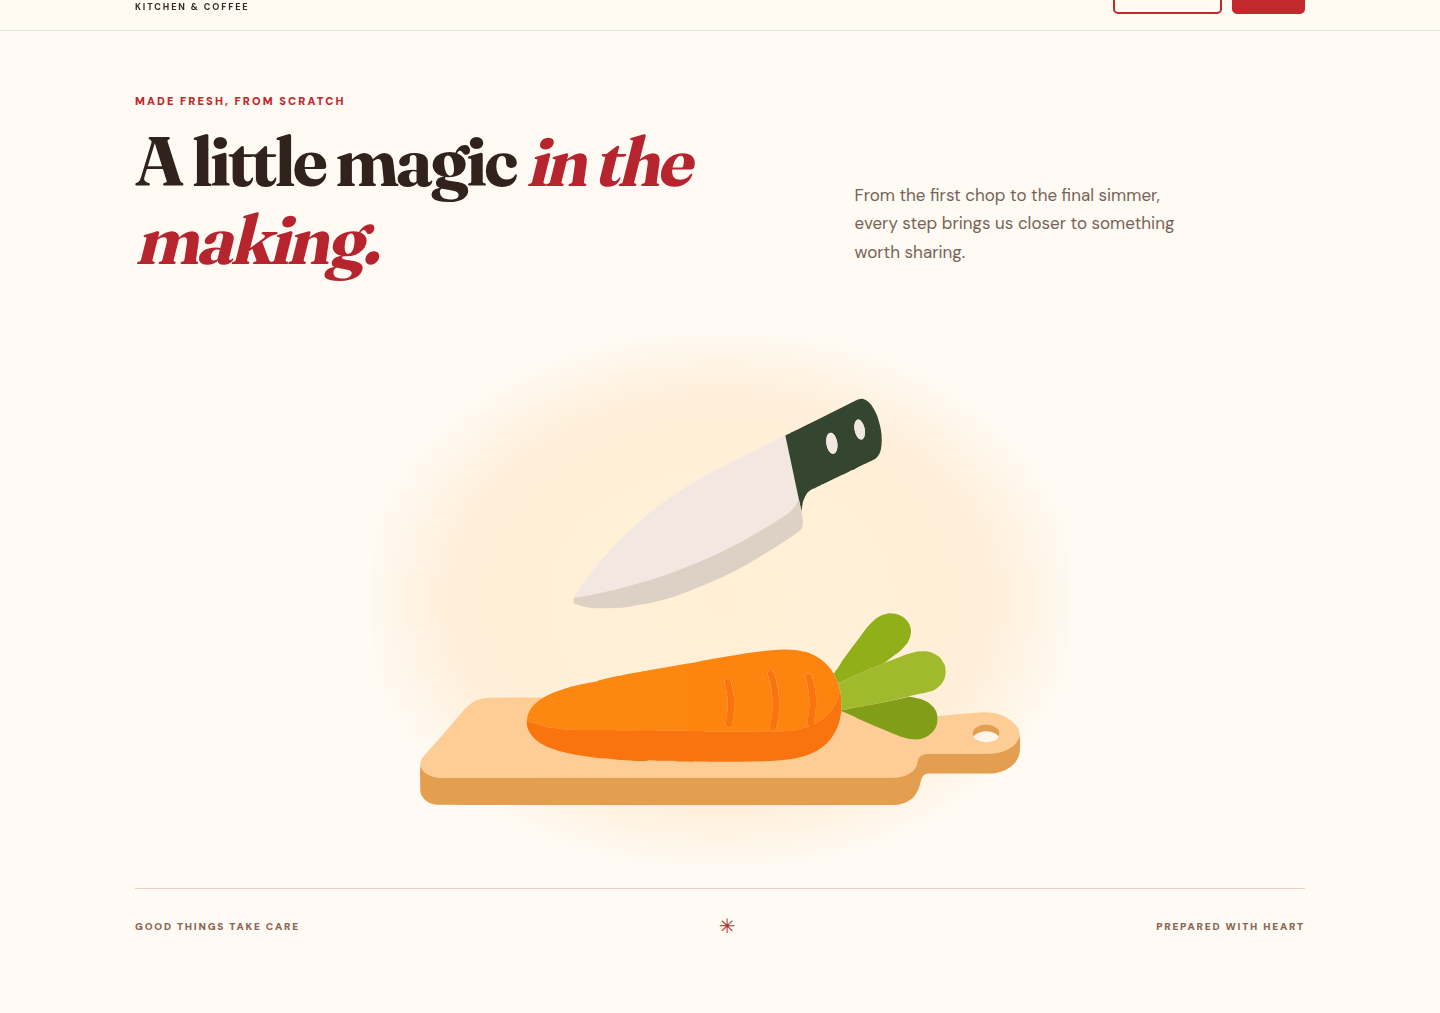 KITCHEN & COFFEE
MADE FRESH, FROM SCRATCH
A little magic in the
making.
From the first chop to the final simmer,
every step brings us closer to something
worth sharing.
GOOD THINGS TAKE CARE
PREPARED WITH HEART